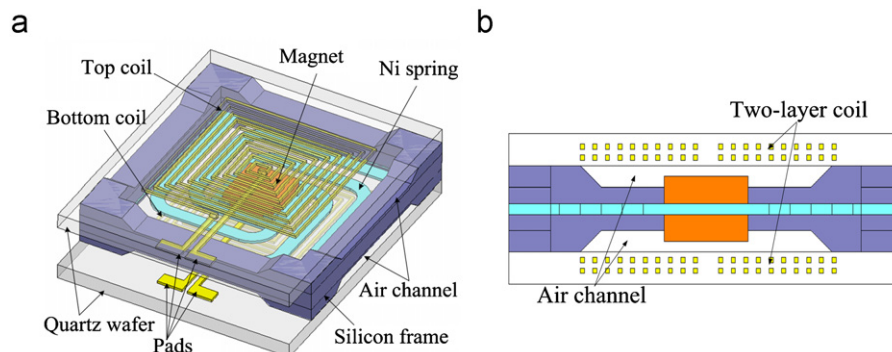 a
Magnet
Top coil
Ni spring
Bottom coil
Air channel
Quartz wafer
Silicon frame
Pads
b
Two-layer coil
Air channel